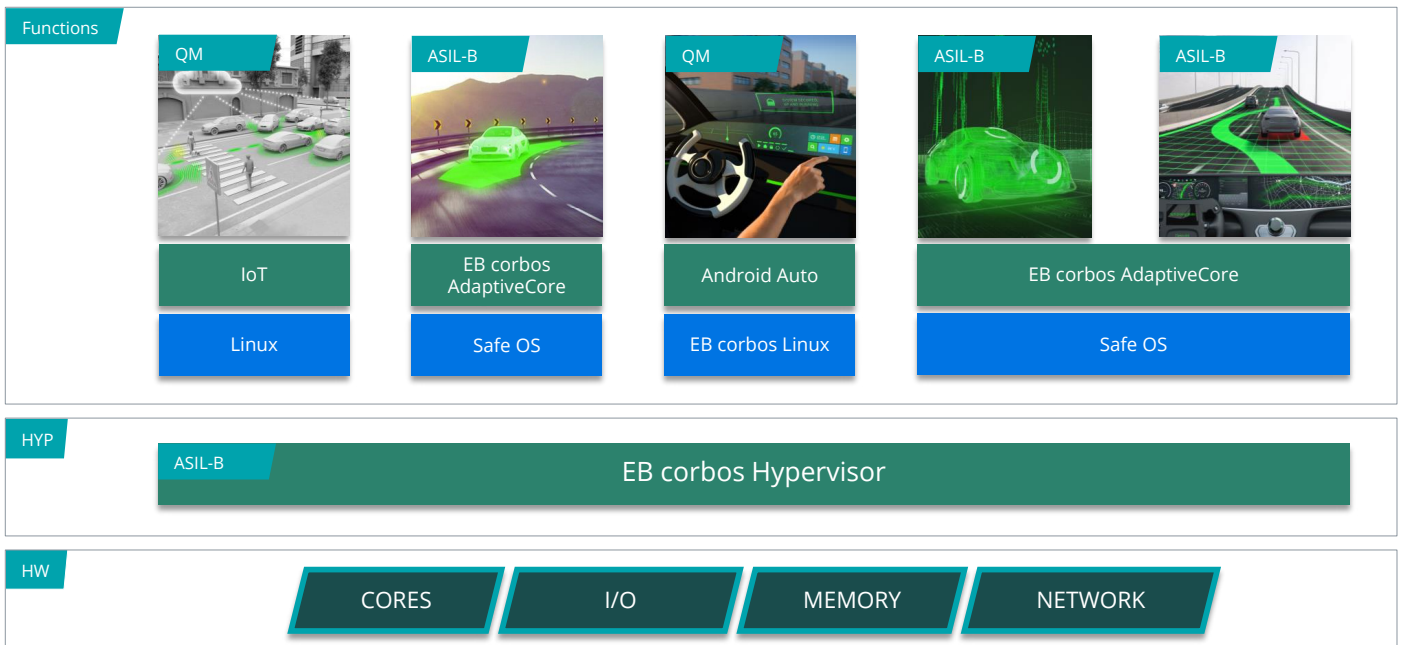 Functions
QM
ASIL-B
QM
ASIL-B
ASIL-B
IoT
EB corbos
AdaptiveCore
Android Auto
EB corbos AdaptiveCore
Linux
Safe OS
EB corbos Linux
Safe OS
HYP
ASIL-B
EB corbos Hypervisor
HW
CORES
I/O
MEMORY
NETWORK